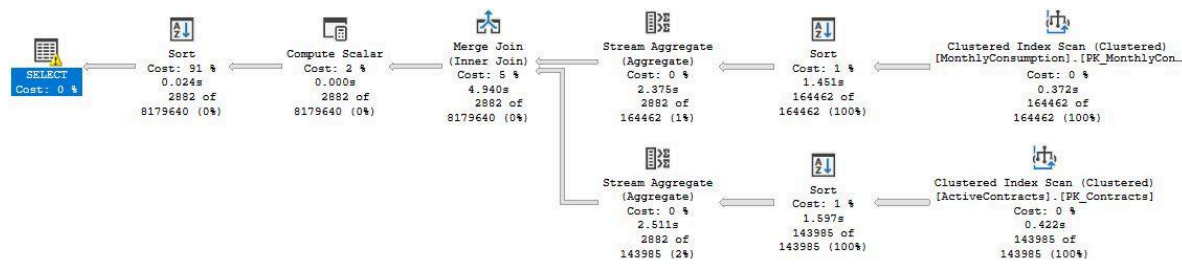 SELECT
Cost: 0 %
Sort
Cost: 91 %
0.024s
2882 of
8179640 (0%)
Compute Scalar
Cost: 2 %
0.000s
2882 of
8179640 (0%)
Merge Join
(Inner Join)
Cost: 5 %
4.940s
2882 of
8179640 (0%)
Stream Aggregate
(Aggregate)
Cost: 0 %
2.375s
2882 of
164462 (1%)
Sort
Cost: 1 %
1.451s
164462 of
164462 (100%)
Clustered Index Scan (Clustered)
[MonthlyConsumption].[PK_MonthlyCon…
Cost: 0 %
0.372s
164462 of
164462 (100%)
Stream Aggregate
(Aggregate)
Cost: 0 %
2.511s
2882 of
143985 (2%)
Sort
Cost: 1 %
1.597s
143985 of
143985 (100%)
Clustered Index Scan (Clustered)
[ActiveContracts].[PK_Contracts]
Cost: 0 %
0.422s
143985 of
143985 (100%)